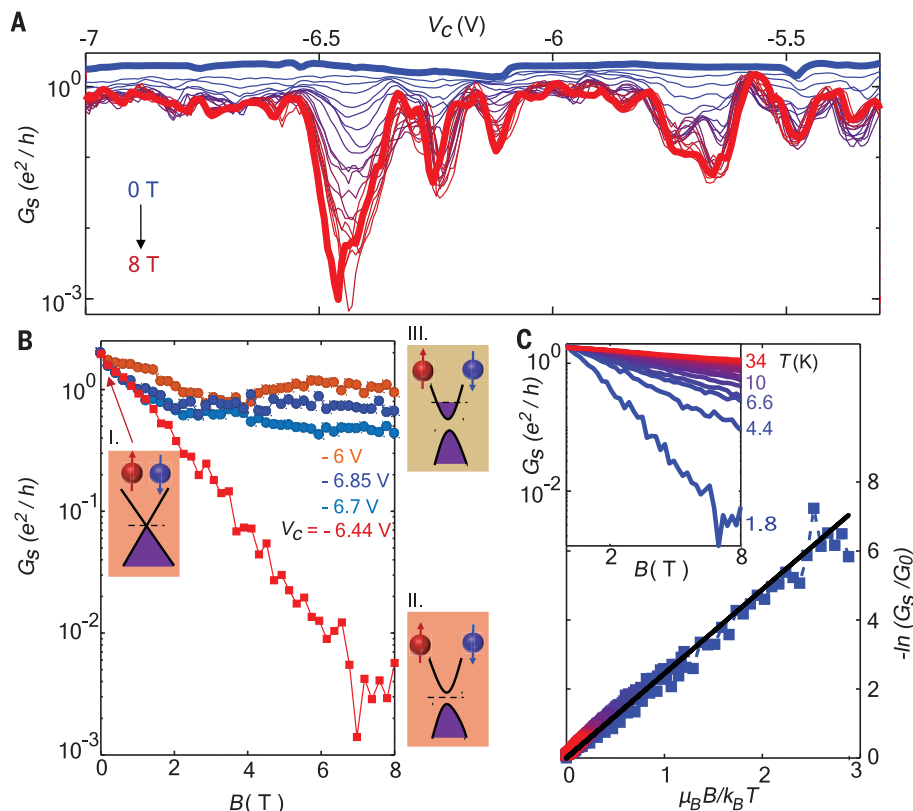 A
V_c (V)
-7 -6.5 -6 -5.5
10^0
G_s (e^2 / h)
0 T
8 T
10^-3
B
10^0
10^-1
10^-2
10^-3
G_s (e^2 / h)
I.
- 6 V
- 6.85 V
- 6.7 V
V_c = - 6.44 V
0 2 4 6 8
B( T )
III.
II.
C
10^0
10^-2
G_s (e^2 / h)
34 T (K)
10
6.6
4.4
1.8
2 8
B( T )
8
6
4
2
0
-ln (G_s /G_0)
0 1 2 3
μ_B B/k_B T